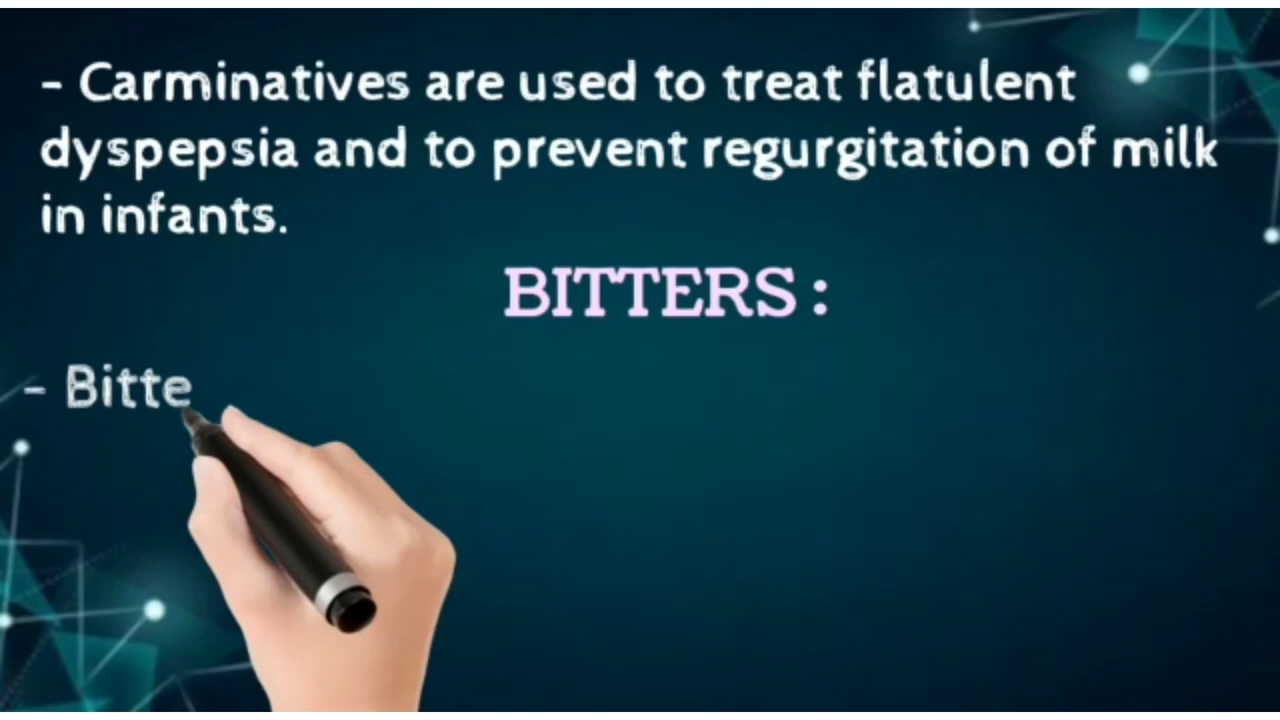 - Carminatives are used to treat flatulent
dyspepsia and to prevent regurgitation of milk
in infants.
BITTERS :
- Bitte